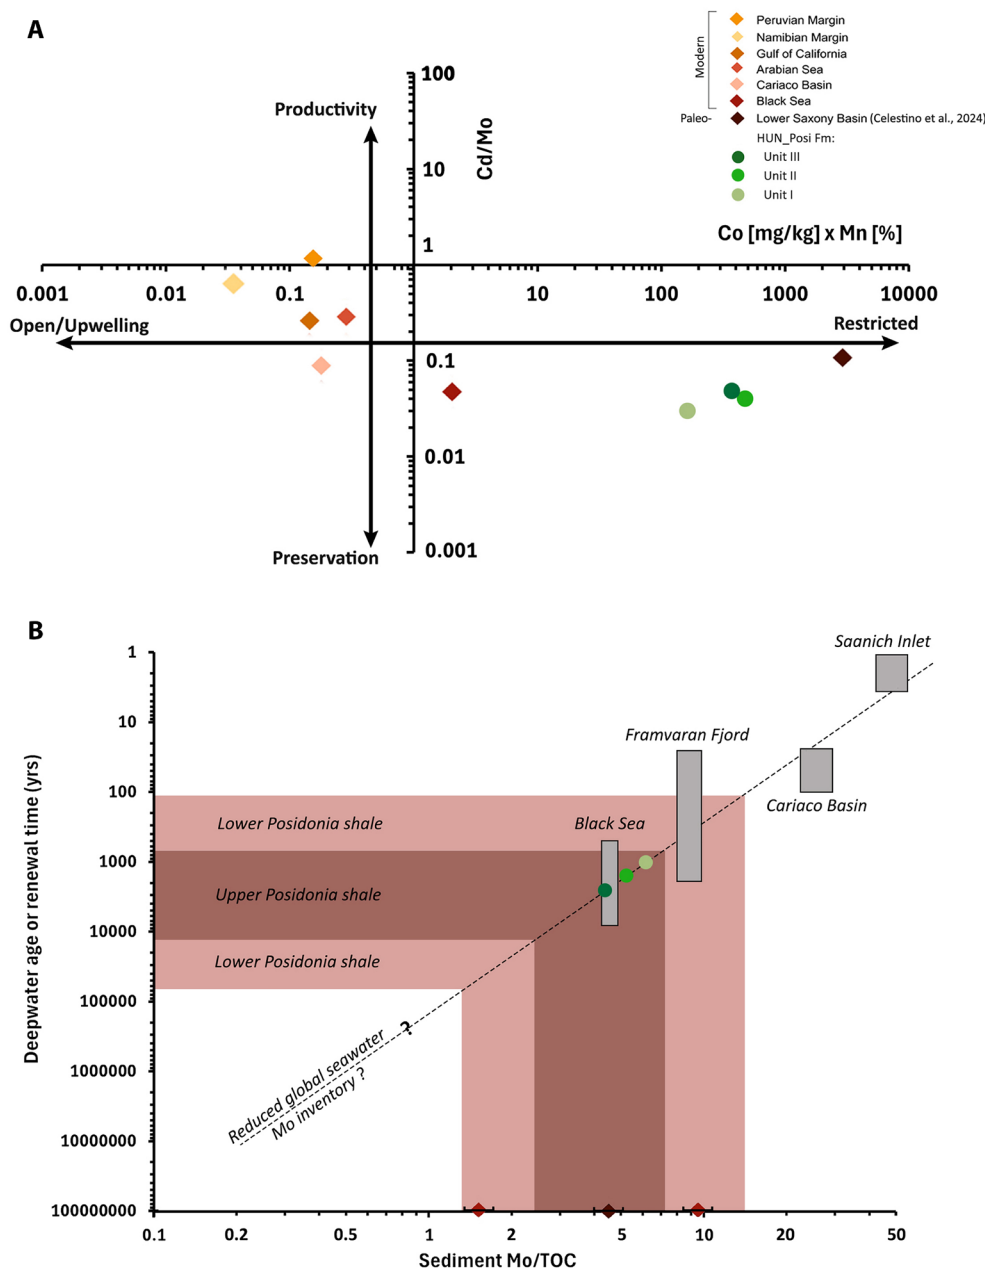 A
Modern
Peruvian Margin
Namibian Margin
Gulf of California
Arabian Sea
Cariaco Basin
Black Sea
Paleo- Lower Saxony Basin (Celestino et al., 2024)
HUN_Posi Fm:
Unit III
Unit II
Unit I
Productivity
Cd/Mo
100
10
1
Co [mg/kg] x Mn [%]
0.001 0.01 0.1 10 100 1000 10000
Open/Upwelling Restricted
0.1
0.01
0.001
Preservation
B
Deepwater age or renewal time (yrs)
1
10
100
1000
10000
100000
1000000
10000000
100000000
Saanich Inlet
Framvaran Fjord
Cariaco Basin
Black Sea
Lower Posidonia shale
Upper Posidonia shale
Lower Posidonia shale
?
Reduced global seawater
Mo inventory ?
0.1 0.2 0.5 1 2 5 10 20 50
Sediment Mo/TOC